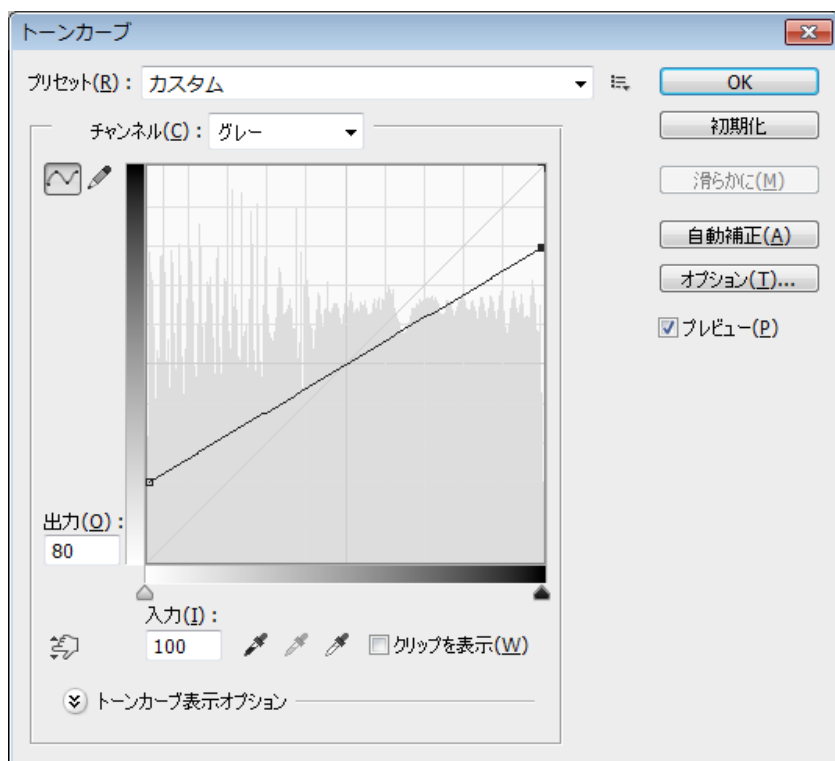 トーンカーブ
プリセット(R)： カスタム
OK
チャンネル(C)： グレー
初期化
滑らかに(M)
自動補正(A)
オプション(T)...
プレビュー(P)
出力(O)：
80
入力(I)：
100
クリップを表示(W)
トーンカーブ表示オプション